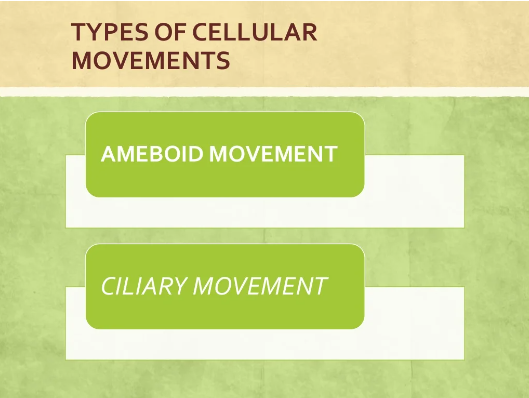 TYPES OF CELLULAR
MOVEMENTS
AMEBOID MOVEMENT
CILIARY MOVEMENT